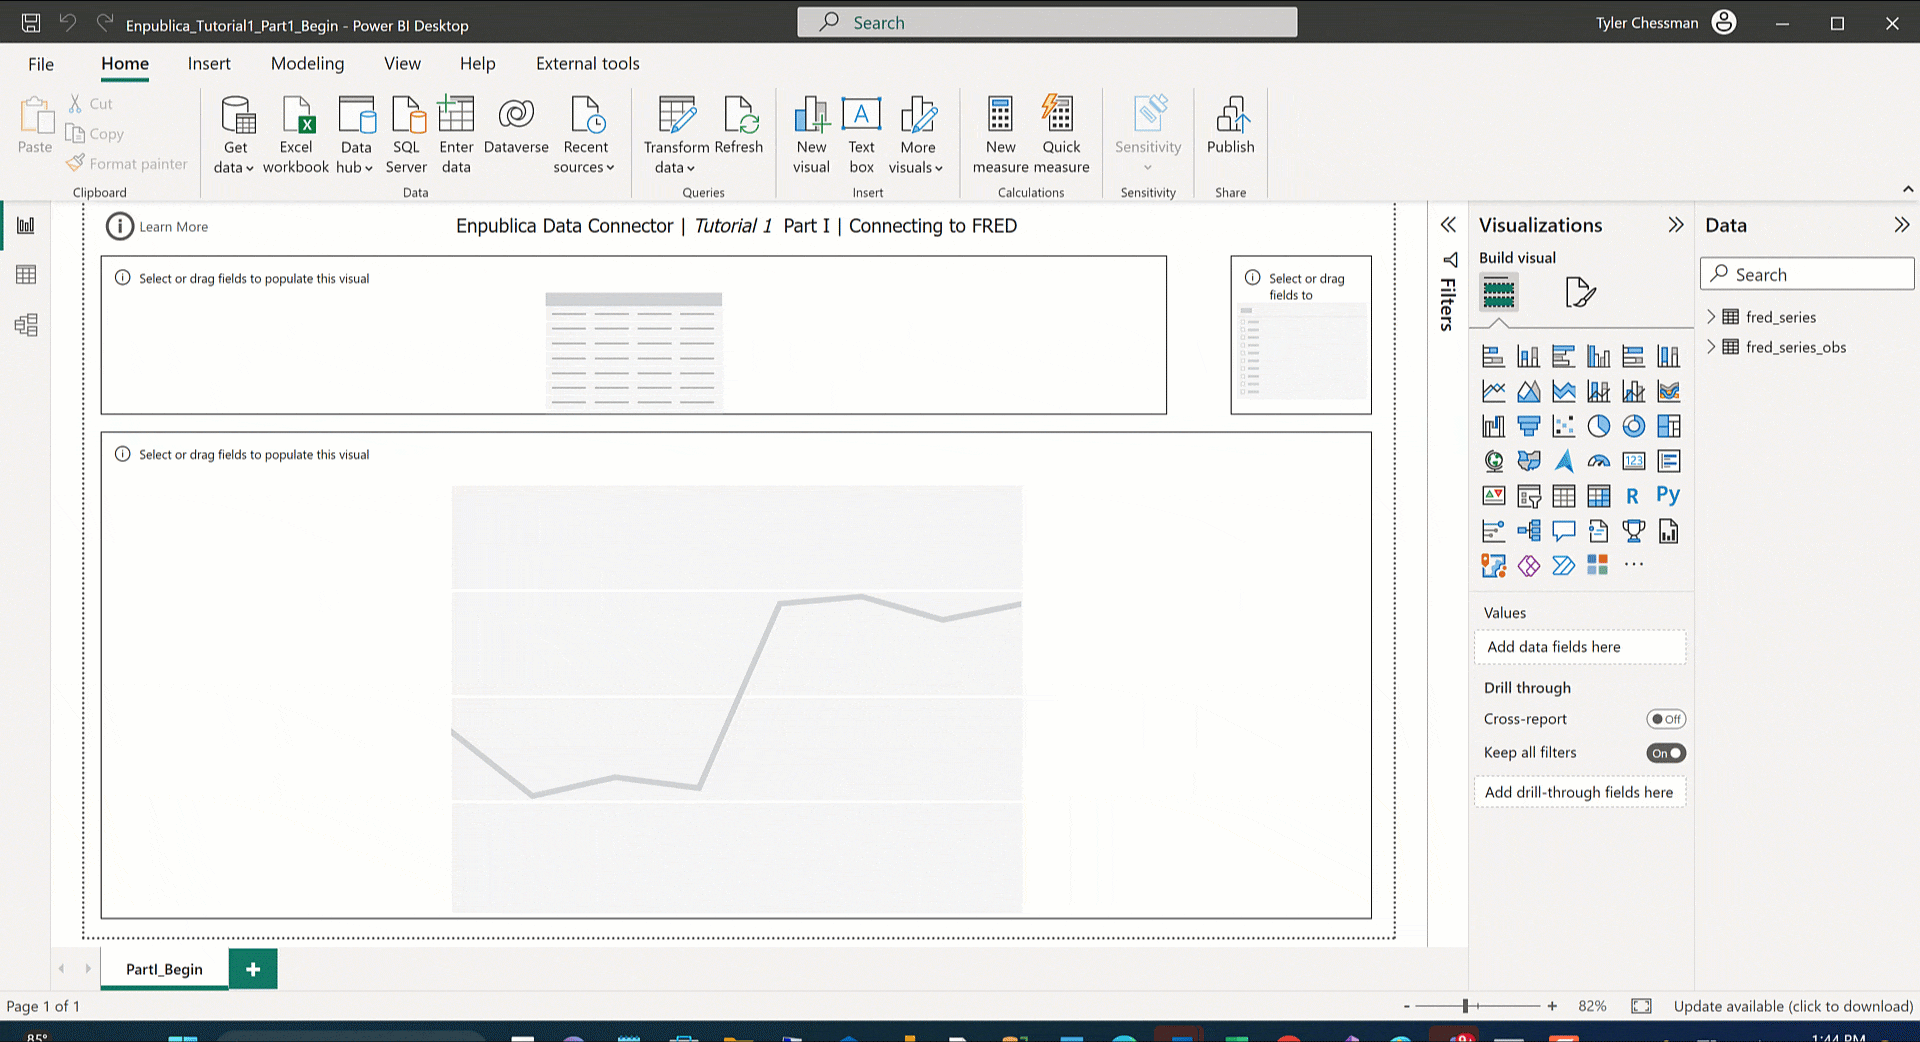 Enpublica_Tutorial1_Part1_Begin - Power BI Desktop
Search
Tyler Chessman
File
Home
Insert
Modeling
View
Help
External tools
Paste
Cut
Copy
Format painter
Clipboard
Get data
Excel workbook
Data hub
SQL Server
Enter data
Dataverse
Recent sources
Data
Transform data
Refresh
Queries
New visual
A
Text box
More visuals
Insert
New measure
Quick measure
Calculations
Sensitivity
Sensitivity
Publish
Share
Learn More
Enpublica Data Connector | Tutorial 1 Part I | Connecting to FRED
Select or drag fields to populate this visual
Select or drag
fields to
Select or drag fields to populate this visual
Filters
Visualizations
Build visual
123
R
Py
Values
Add data fields here
Drill through
Cross-report
Off
Keep all filters
On
Add drill-through fields here
Data
Search
fred_series
fred_series_obs
PartI_Begin
Page 1 of 1
82%
Update available (click to download)
85°
1:44 PM